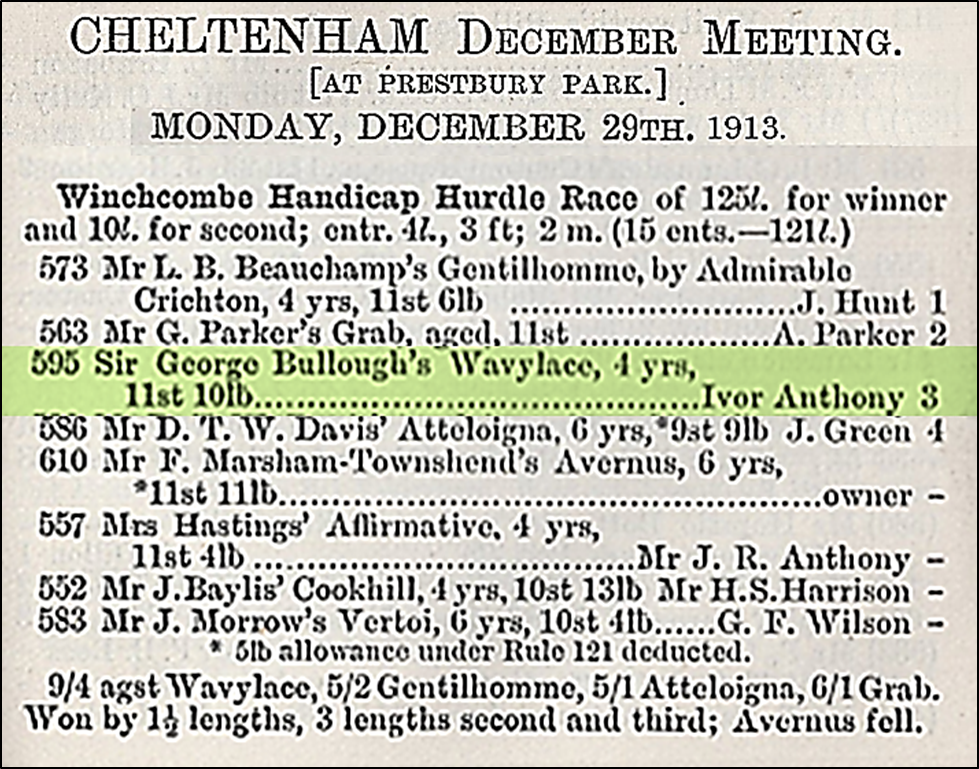 CHELTENHAM DECEMBER MEETING.
[AT PRESTBURY PARK.]
MONDAY, DECEMBER 29TH. 1913.
Winchcombe Handicap Hurdle Race of 125l. for winner
and 10l. for second; entr. 4l., 3 ft; 2 m. (15 ents.—121l.)
573 Mr L. B. Beauchamp's Gentilhomme, by Admirable
Crichton, 4 yrs, 11st 6lb ............................J. Hunt 1
563 Mr G. Parker's Grab, aged, 11st ...................A. Parker 2
595 Sir George Bullough's Wavylace, 4 yrs,
11st 10lb............................................Ivor Anthony 3
586 Mr D. T. W. Davis' Atteloigna, 6 yrs,*9st 9lb J. Green 4
610 Mr F. Marsham-Townshend's Avernus, 6 yrs,
*11st 11lb......................................................owner –
557 Mrs Hastings' Affirmative, 4 yrs,
11st 4lb ......................................Mr J. R. Anthony –
552 Mr J.Baylis' Cookhill, 4 yrs, 10st 13lb Mr H.S.Harrison –
583 Mr J. Morrow's Vertoi, 6 yrs, 10st 4lb......G. F. Wilson –
* 5lb allowance under Rule 121 deducted.
9/4 agst Wavylace, 5/2 Gentilhomme, 5/1 Atteloigna, 6/1 Grab.
Won by 1½ lengths, 3 lengths second and third; Avernus fell.